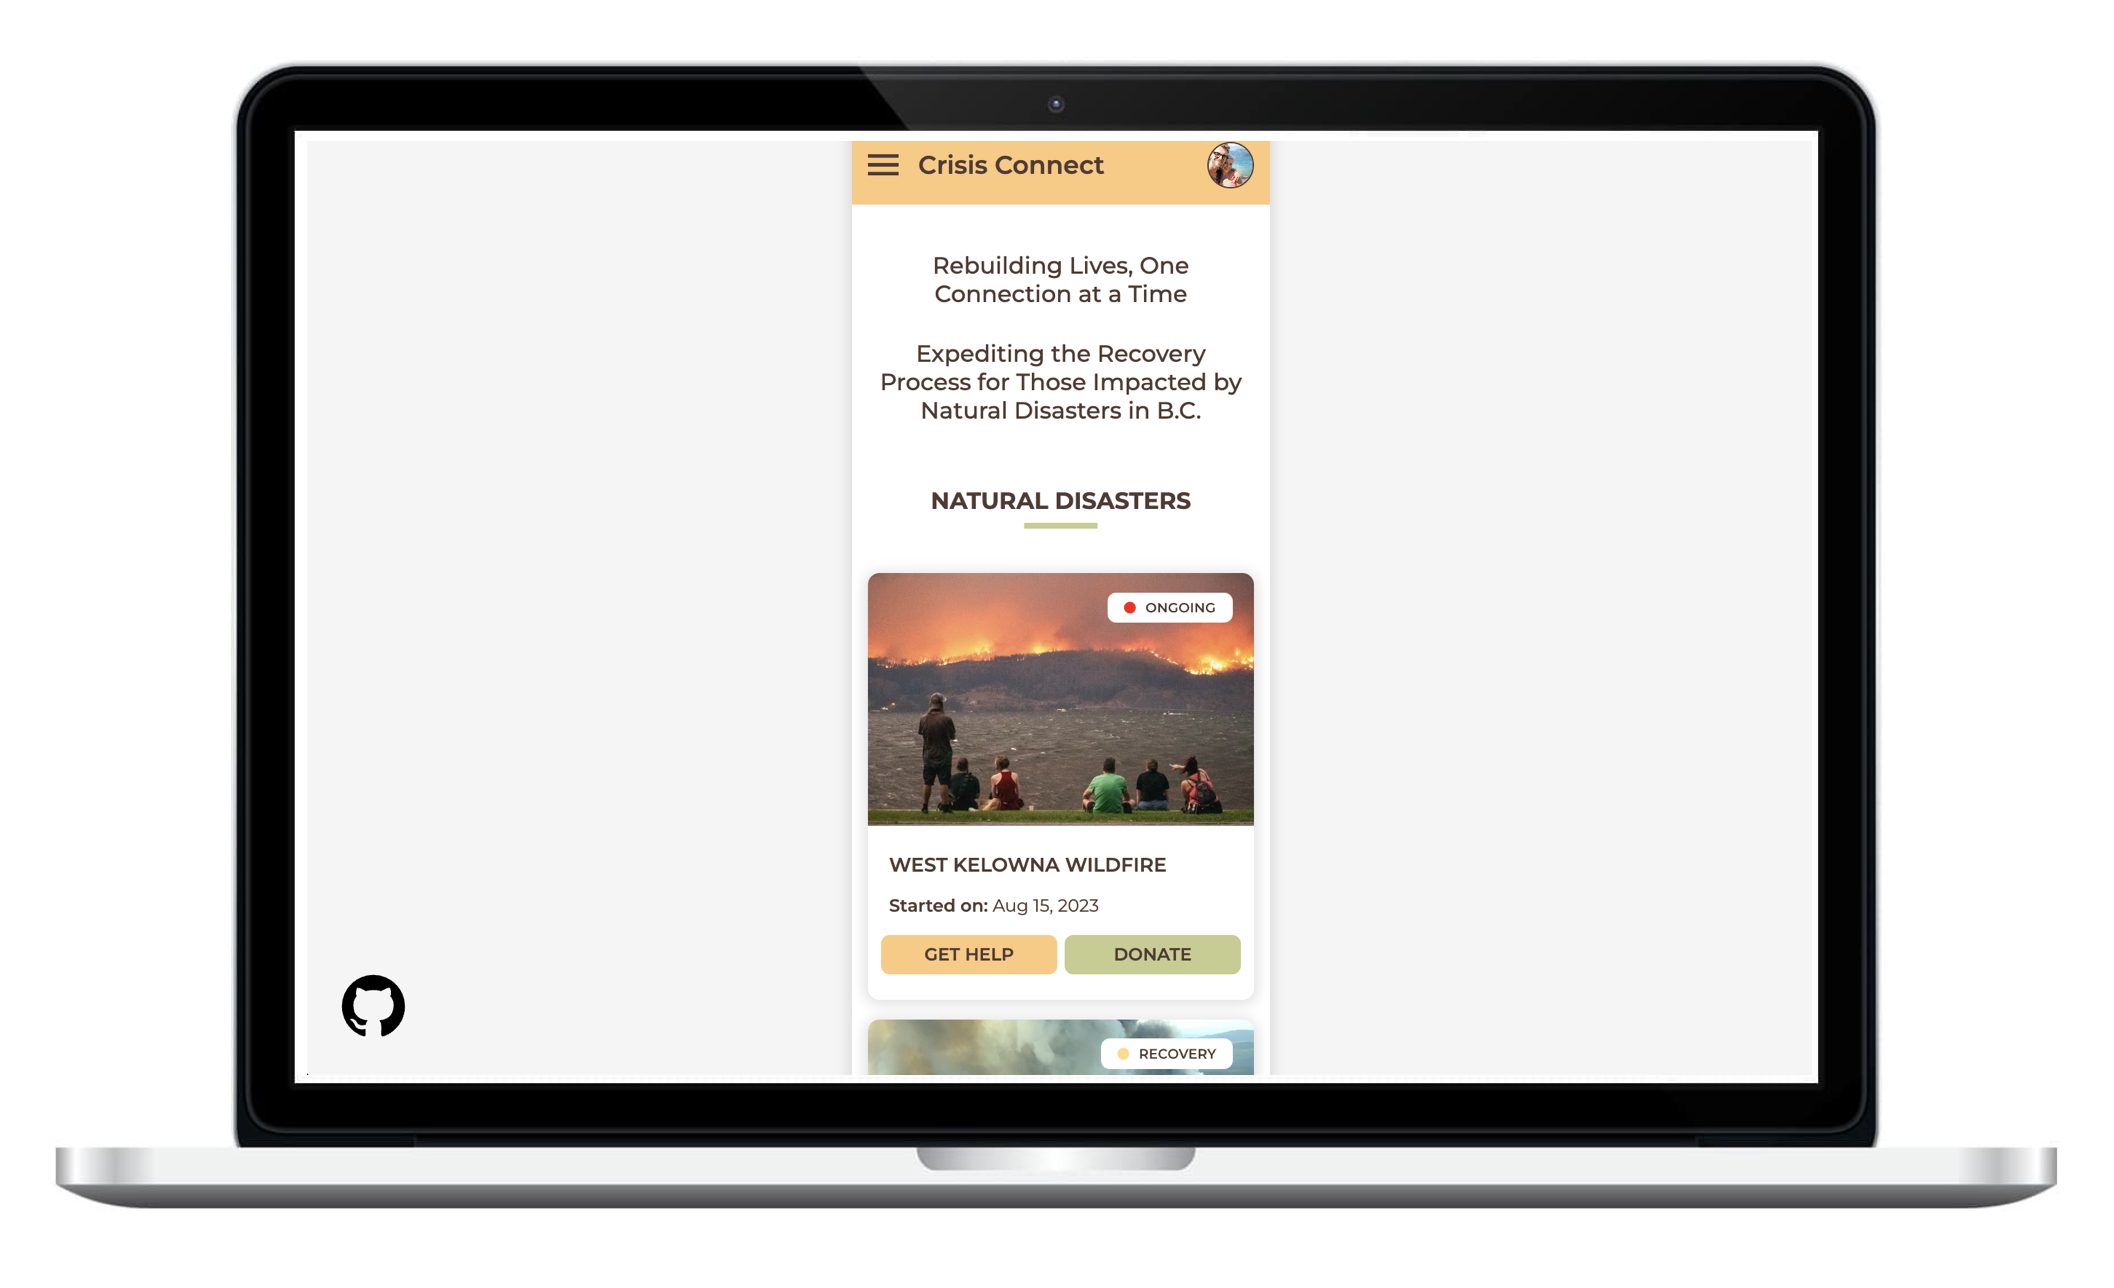 Crisis Connect
Rebuilding Lives, One
Connection at a Time
Expediting the Recovery
Process for Those Impacted by
Natural Disasters in B.C.
NATURAL DISASTERS
ONGOING
WEST KELOWNA WILDFIRE
Started on: Aug 15, 2023
GET HELP DONATE
RECOVERY